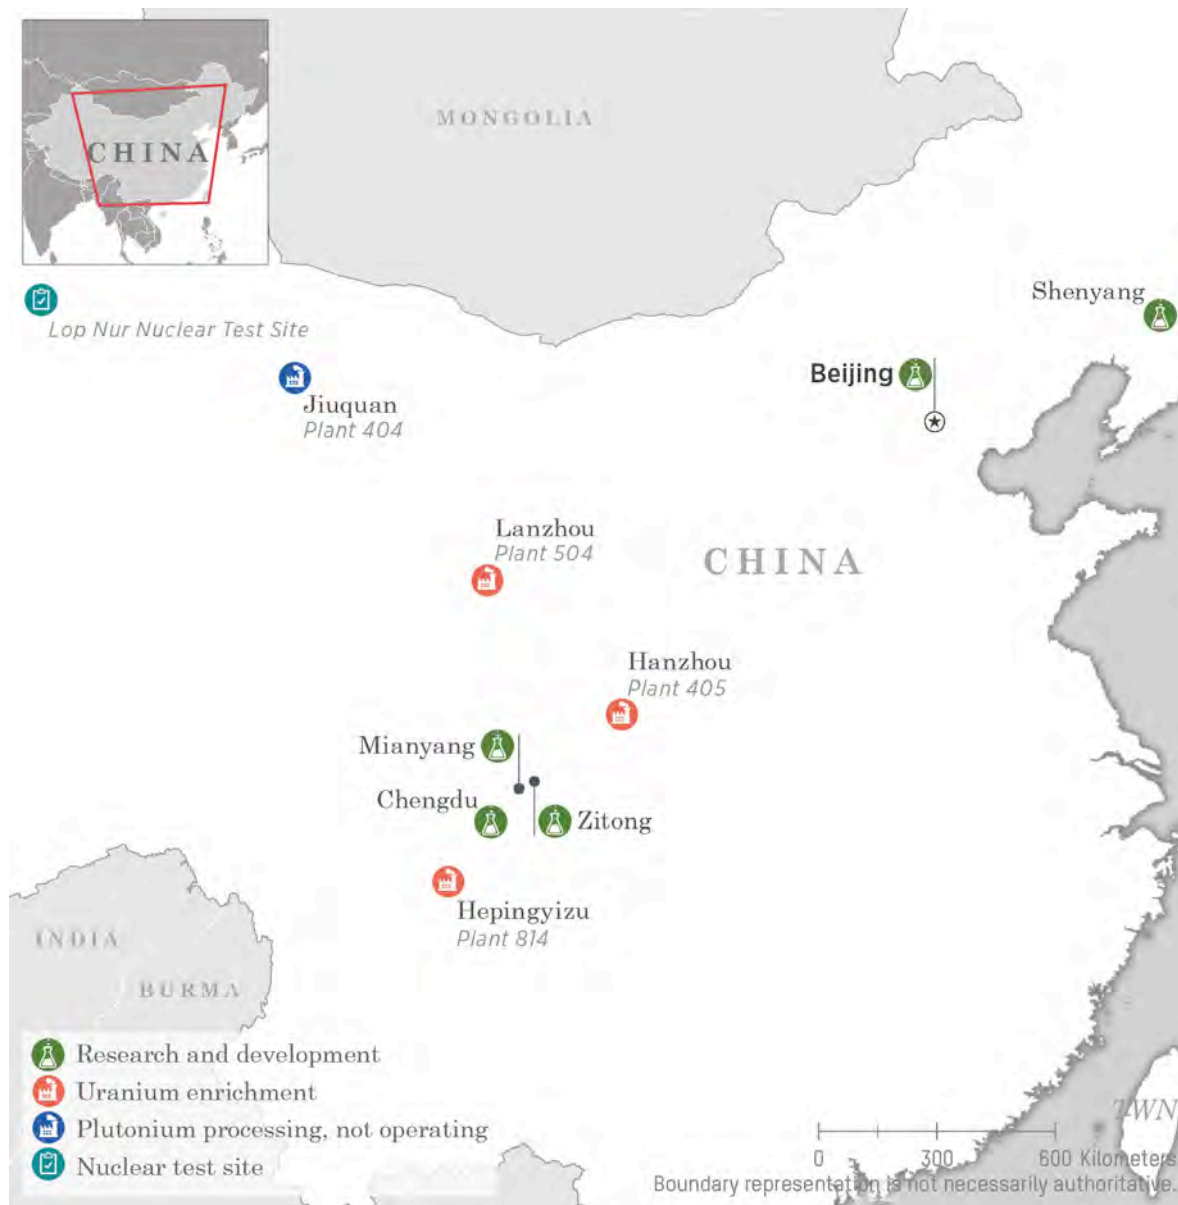 CHINA
MONGOLIA
Shenyang
Lop Nur Nuclear Test Site
Beijing
Jiuquan
Plant 404
Lanzhou
Plant 504
CHINA
Hanzhou
Plant 405
Mianyang
Chengdu
Zitong
Hepingyizu
Plant 814
INDIA
BURMA
Research and development
Uranium enrichment
Plutonium processing, not operating
Nuclear test site
TWN
0 300 600 Kilometers
Boundary representation is not necessarily authoritative.